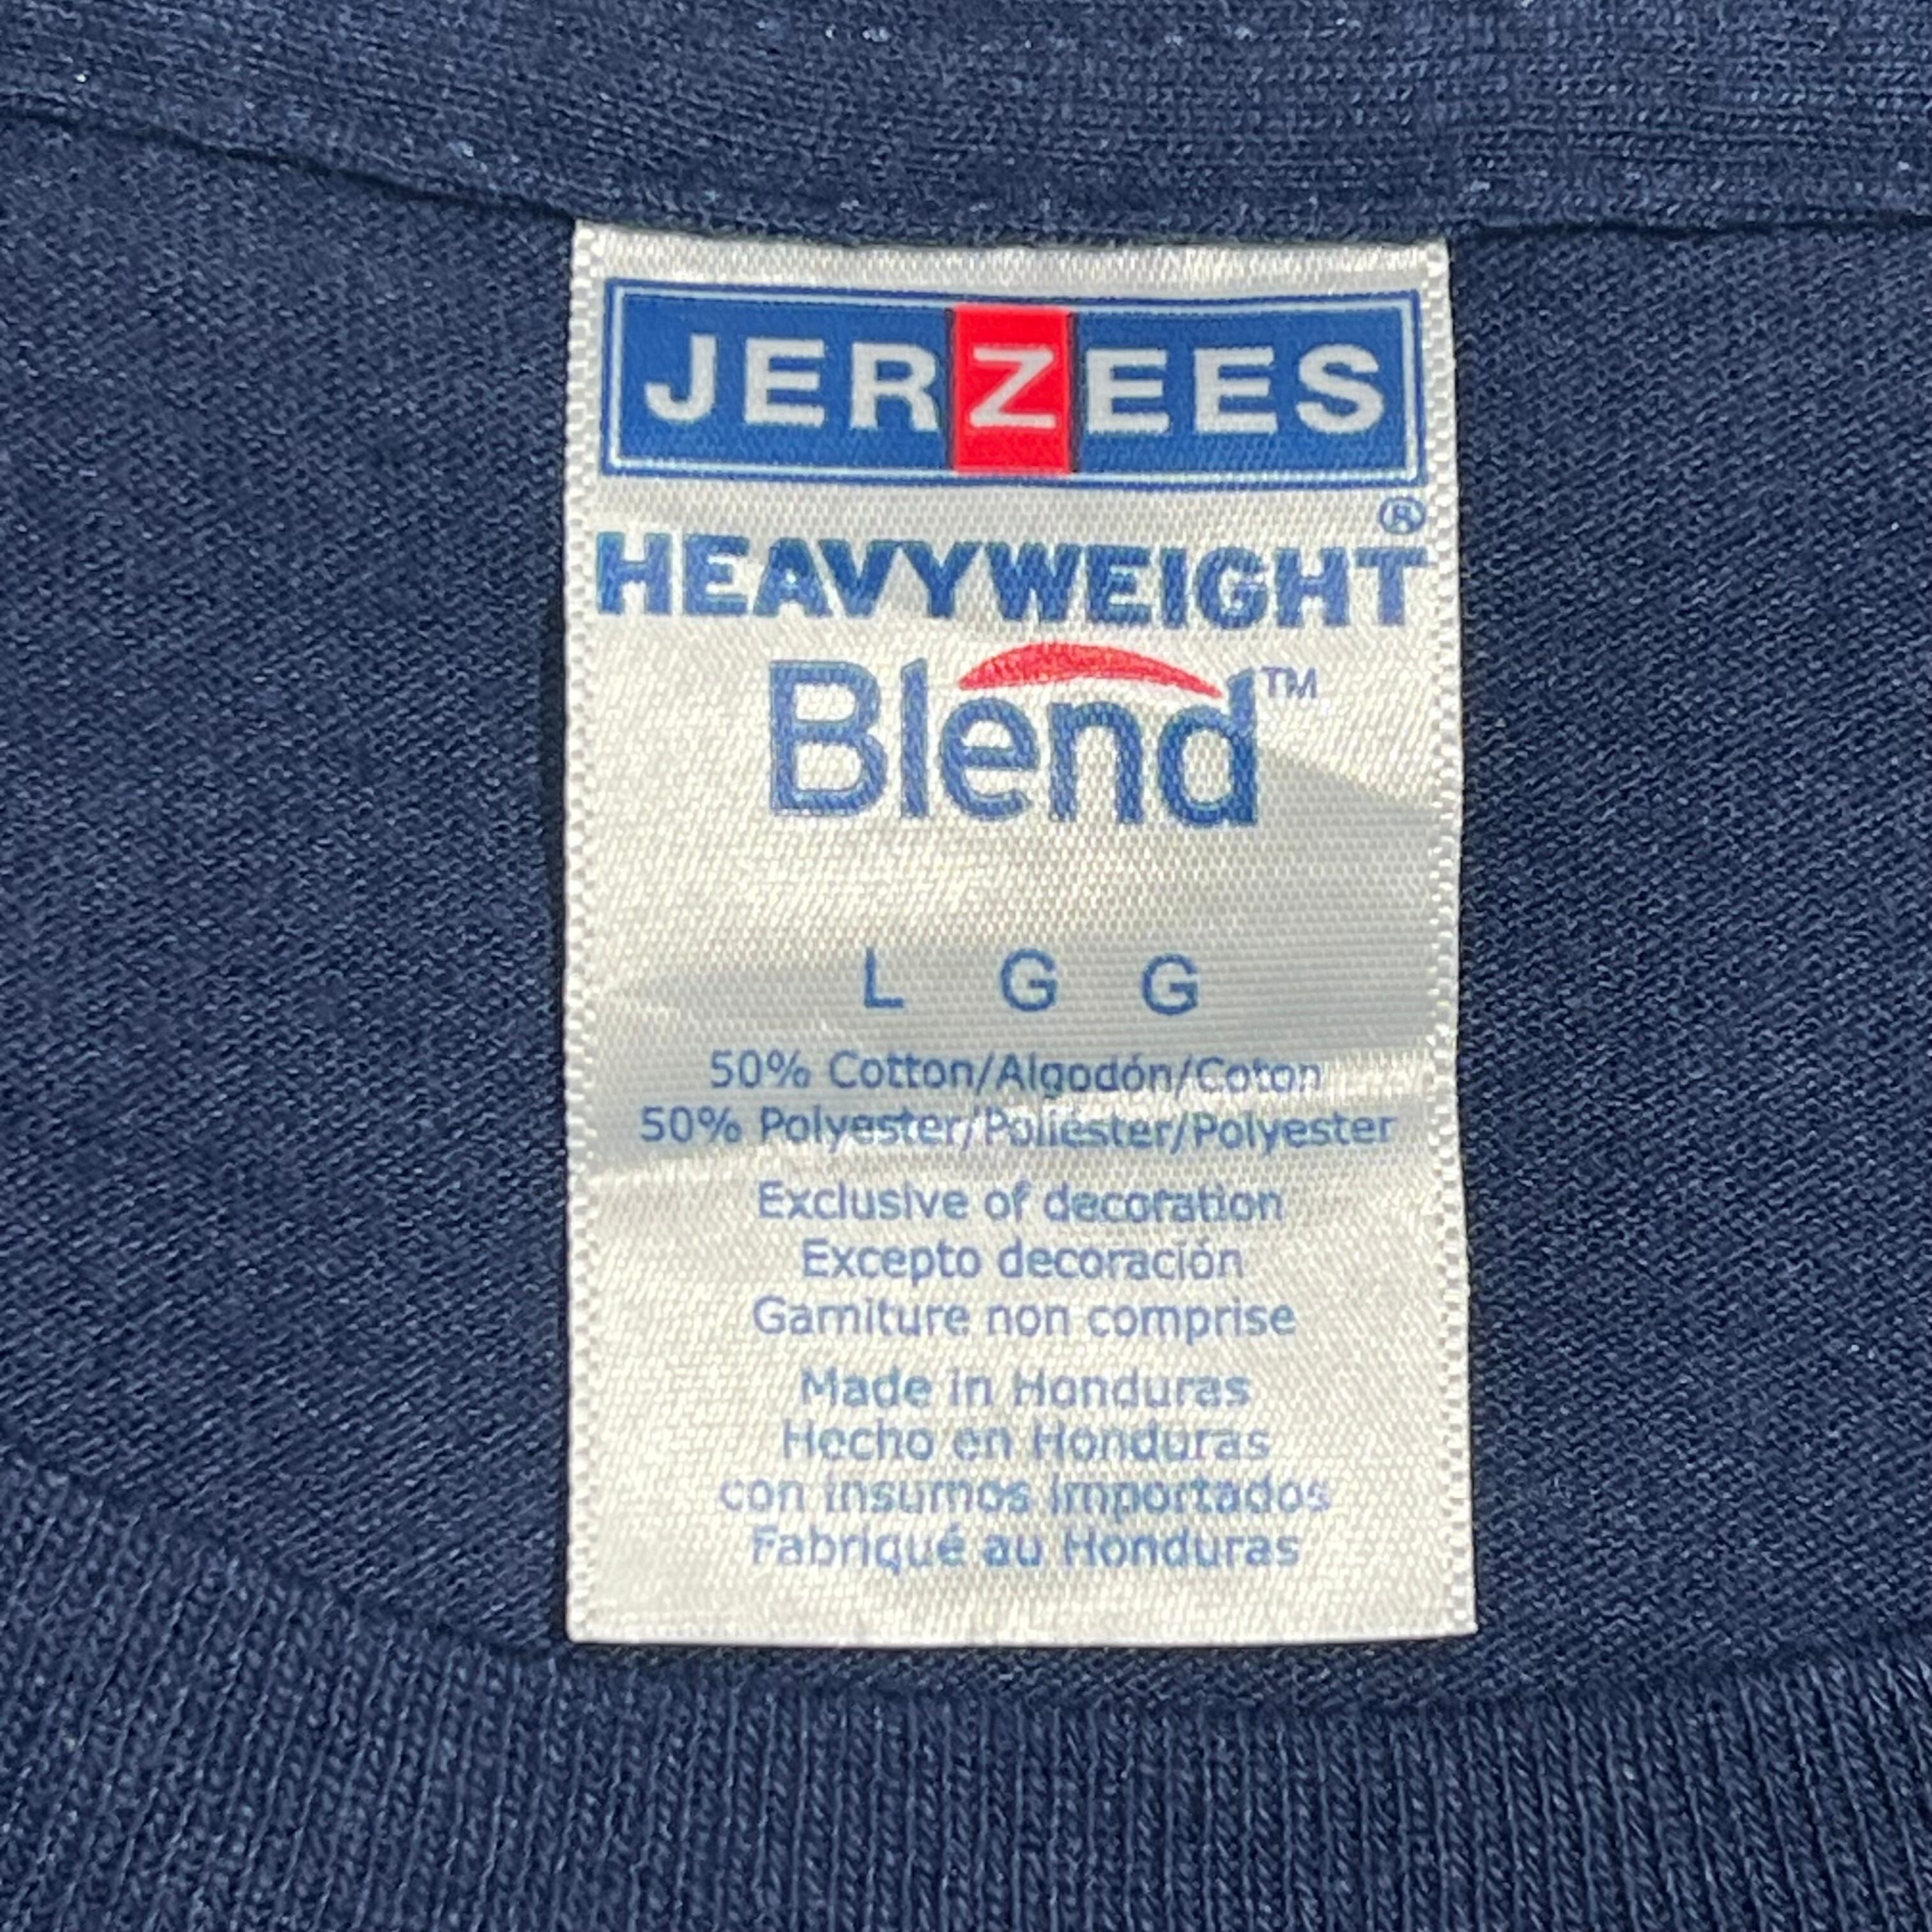 JERZEES
®
HEAVYWEIGHT
Blend™
L G G
50% Cotton/Algodón/Coton
50% Polyester/Poliéster/Polyester
Exclusive of decoration
Excepto decoración
Garniture non comprise
Made in Honduras
Hecho en Honduras
con insumos importados
Fabriqué au Honduras